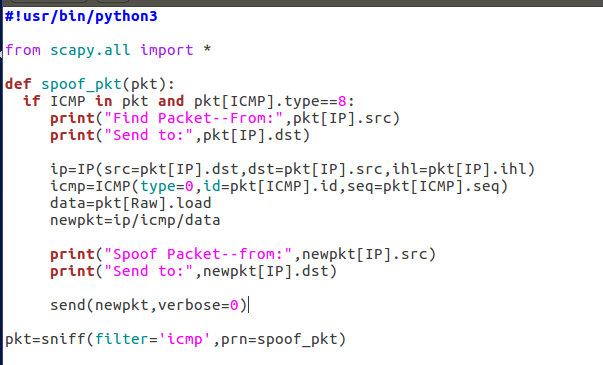 #!usr/bin/python3
from scapy.all import *
def spoof_pkt(pkt):
if ICMP in pkt and pkt[ICMP].type==8:
print("Find Packet--From:",pkt[IP].src)
print("Send to:",pkt[IP].dst)
ip=IP(src=pkt[IP].dst,dst=pkt[IP].src,ihl=pkt[IP].ihl)
icmp=ICMP(type=0,id=pkt[ICMP].id,seq=pkt[ICMP].seq)
data=pkt[Raw].load
newpkt=ip/icmp/data
print("Spoof Packet--from:",newpkt[IP].src)
print("Send to:",newpkt[IP].dst)
send(newpkt,verbose=0)
pkt=sniff(filter='icmp',prn=spoof_pkt)